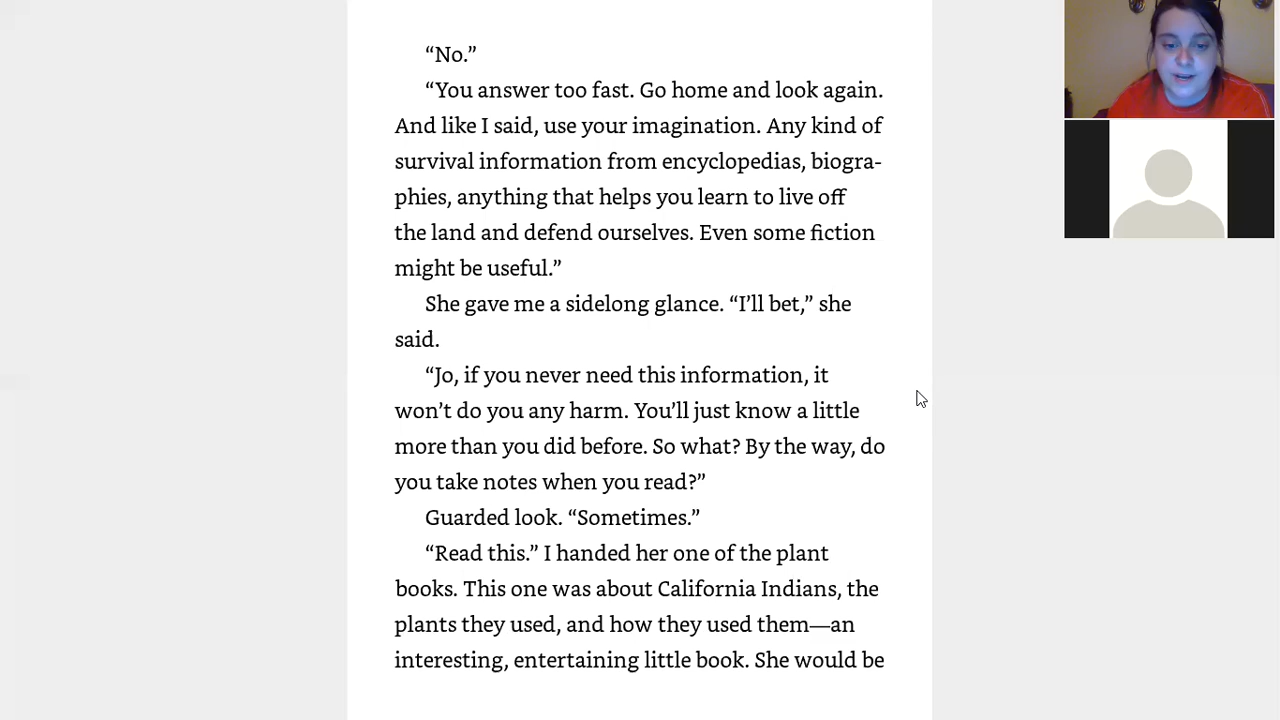 “No.”
“You answer too fast. Go home and look again.
And like I said, use your imagination. Any kind of
survival information from encyclopedias, biogra-
phies, anything that helps you learn to live off
the land and defend ourselves. Even some fiction
might be useful.”
She gave me a sidelong glance. “I’ll bet,” she
said.
“Jo, if you never need this information, it
won’t do you any harm. You’ll just know a little
more than you did before. So what? By the way, do
you take notes when you read?”
Guarded look. “Sometimes.”
“Read this.” I handed her one of the plant
books. This one was about California Indians, the
plants they used, and how they used them—an
interesting, entertaining little book. She would be